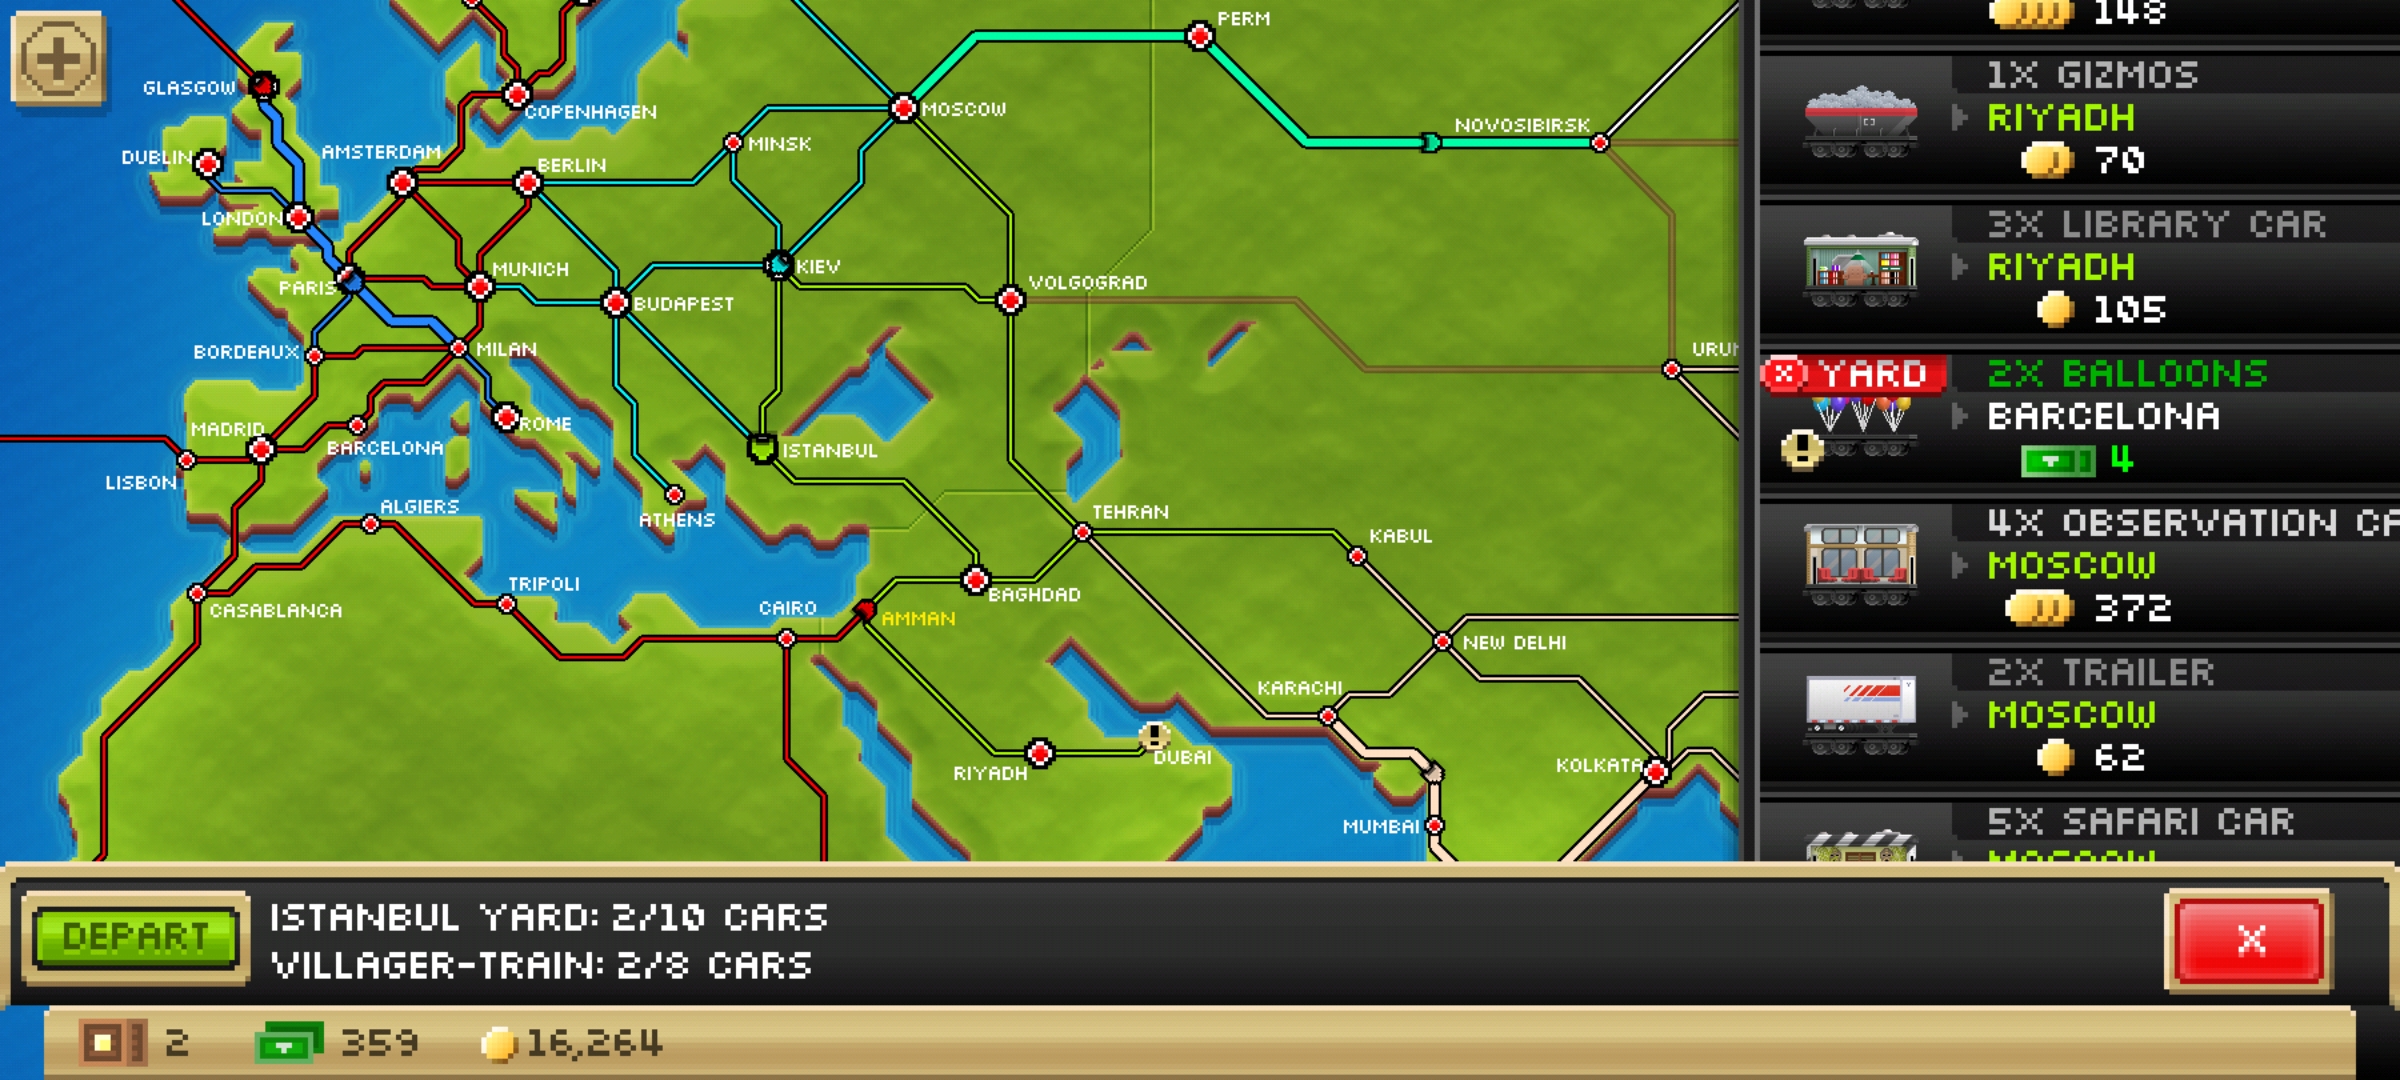 PERM
GLASGOW
COPENHAGEN
MOSCOW
NOVOSIBIRSK
MINSK
DUBLIN
AMSTERDAM
BERLIN
LONDON
KIEV
MUNICH
PARIS
BUDAPEST
VOLGOGRAD
BORDEAUX
MILAN
MADRID
ROME
BARCELONA
ISTANBUL
LISBON
ALGIERS
ATHENS
TEHRAN
KABUL
TRIPOLI
CASABLANCA
CAIRO
BAGHDAD
AMMAN
NEW DELHI
KARACHI
RIYADH
DUBAI
KOLKATA
MUMBAI
148
1X GIZMOS
RIYADH
70
3X LIBRARY CAR
RIYADH
105
X YARD
2X BALLOONS
BARCELONA
4
4X OBSERVATION
MOSCOW
372
2X TRAILER
MOSCOW
62
5X SAFARI CAR
MOSCOW
DEPART
ISTANBUL YARD: 2/10 CARS
VILLAGER-TRAIN: 2/8 CARS
X
2
359
16,264